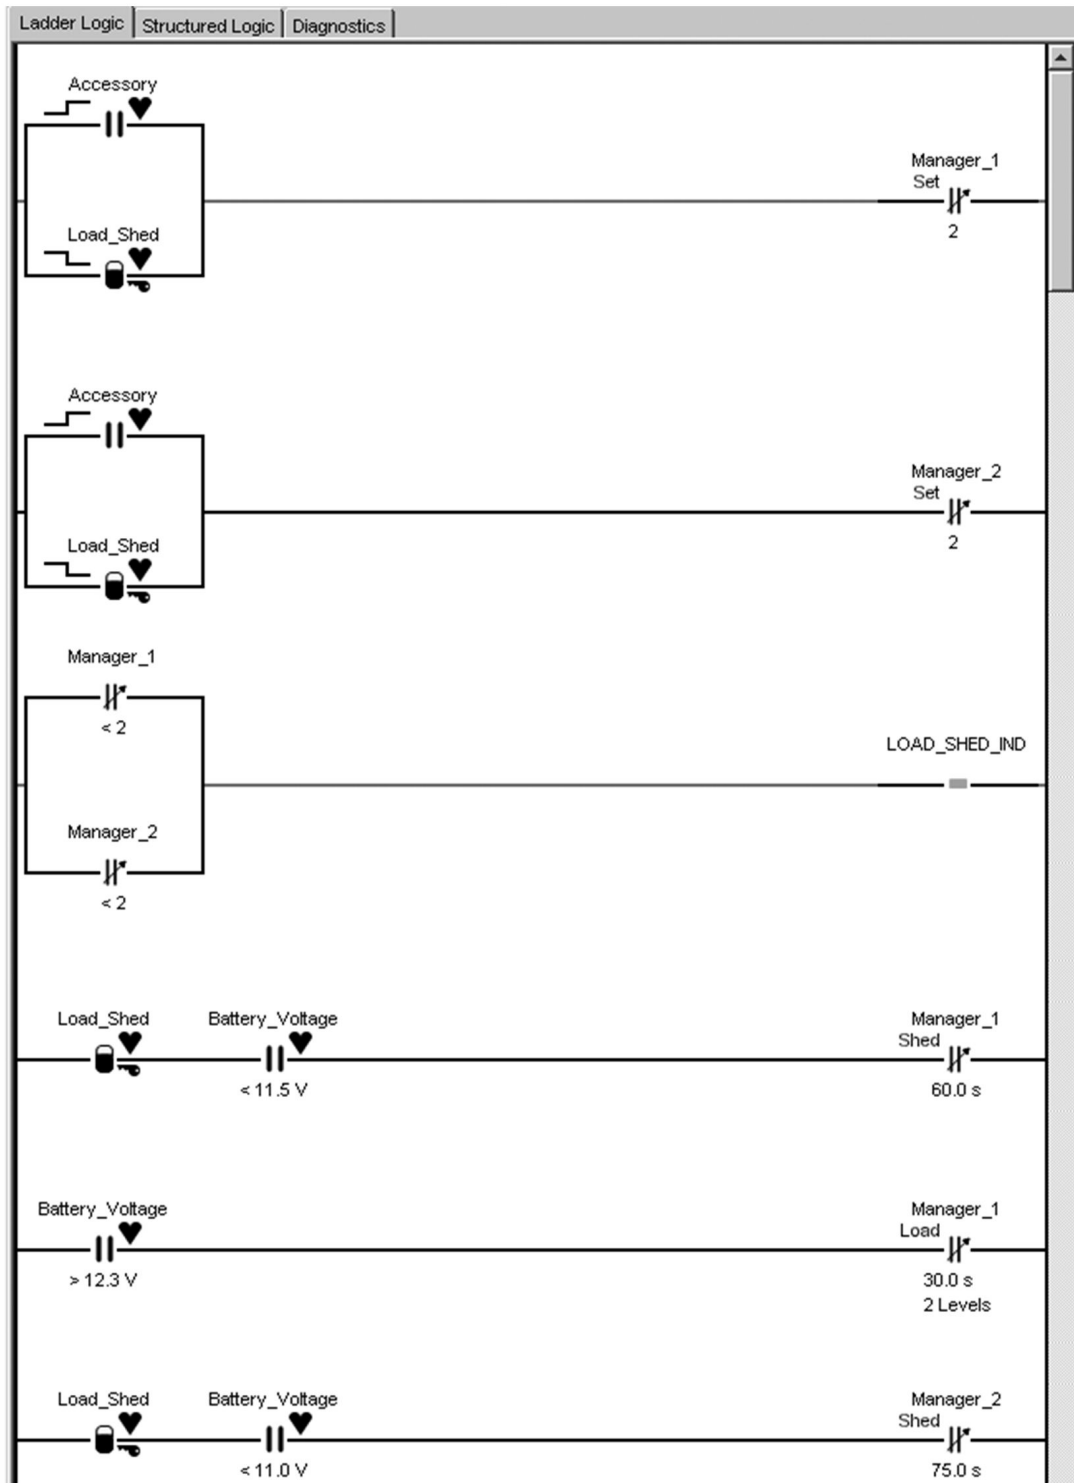 Ladder Logic Structured Logic Diagnostics
Accessory
Manager_1
Set
2
Load_Shed
Accessory
Manager_2
Set
2
Load_Shed
Manager_1
< 2
LOAD_SHED_IND
Manager_2
< 2
Load_Shed Battery_Voltage Manager_1
Shed
< 11.5 V 60.0 s
Battery_Voltage Manager_1
Load
> 12.3 V 30.0 s
2 Levels
Load_Shed Battery_Voltage Manager_2
Shed
< 11.0 V 75.0 s